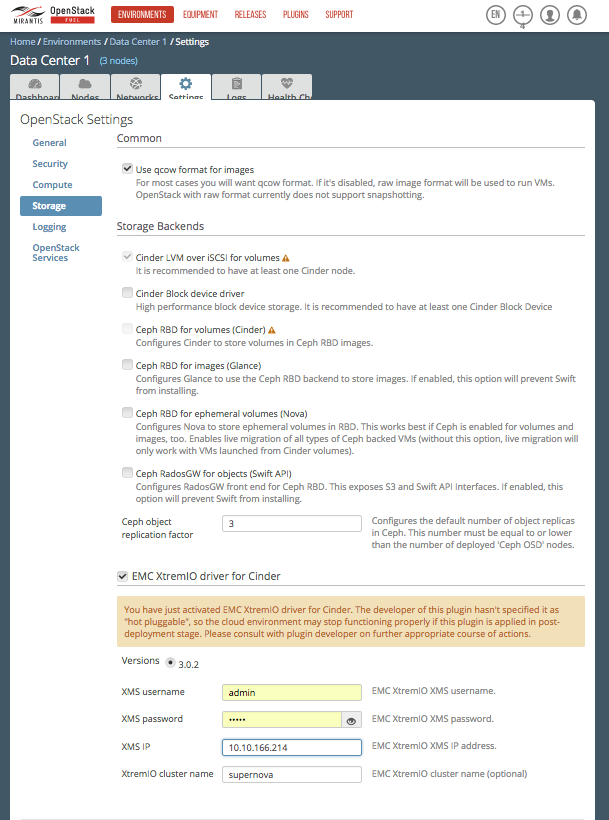 MIRANTIS
OpenStack
FUEL
ENVIRONMENTS EQUIPMENT RELEASES PLUGINS SUPPORT
EN
1
4
Home / Environments / Data Center 1 / Settings
Data Center 1 (3 nodes)
Dashboar Nodes Networks Settings Logs Health Ch
OpenStack Settings
General
Security
Compute
Storage
Logging
OpenStack
Services
Common
Use qcow format for images
For most cases you will want qcow format. If it's disabled, raw image format will be used to run VMs.
OpenStack with raw format currently does not support snapshotting.
Storage Backends
Cinder LVM over iSCSI for volumes
It is recommended to have at least one Cinder node.
Cinder Block device driver
High performance block device storage. It is recommended to have at least one Cinder Block Device
Ceph RBD for volumes (Cinder)
Configures Cinder to store volumes in Ceph RBD images.
Ceph RBD for images (Glance)
Configures Glance to use the Ceph RBD backend to store images. If enabled, this option will prevent Swift
from installing.
Ceph RBD for ephemeral volumes (Nova)
Configures Nova to store ephemeral volumes in RBD. This works best if Ceph is enabled for volumes and
images, too. Enables live migration of all types of Ceph backed VMs (without this option, live migration will
only work with VMs launched from Cinder volumes).
Ceph RadosGW for objects (Swift API)
Configures RadosGW front end for Ceph RBD. This exposes S3 and Swift API Interfaces. If enabled, this
option will prevent Swift from installing.
Ceph object
replication factor
3
Configures the default number of object replicas
in Ceph. This number must be equal to or lower
than the number of deployed 'Ceph OSD' nodes.
EMC XtremIO driver for Cinder
You have just activated EMC XtremIO driver for Cinder. The developer of this plugin hasn't specified it as
"hot pluggable", so the cloud environment may stop functioning properly if this plugin is applied in post-
deployment stage. Please consult with plugin developer on further appropriate course of actions.
Versions 3.0.2
XMS username admin EMC XtremIO XMS username.
XMS password ••••• EMC XtremIO XMS password.
XMS IP 10.10.166.214 EMC XtremIO XMS IP address.
XtremIO cluster name supernova EMC XtremIO cluster name (optional)